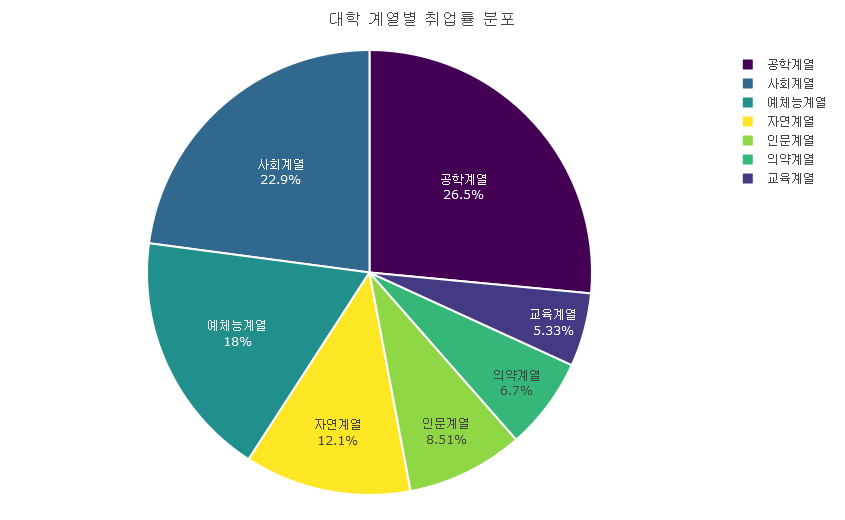 대학 계열별 취업률 분포
공학계열
사회계열
예체능계열
자연계열
인문계열
의약계열
교육계열
사회계열
22.9%
공학계열
26.5%
교육계열
5.33%
예체능계열
18%
의약계열
6.7%
자연계열
12.1%
인문계열
8.51%